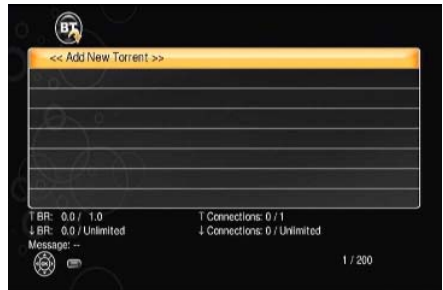 BT
<< Add New Torrent >>
↑ BR: 0.0 / 1.0 ↑ Connections: 0 / 1
↓ BR: 0.0 / Unlimited ↓ Connections: 0 / Unlimited
Message: --
OK
1 / 200